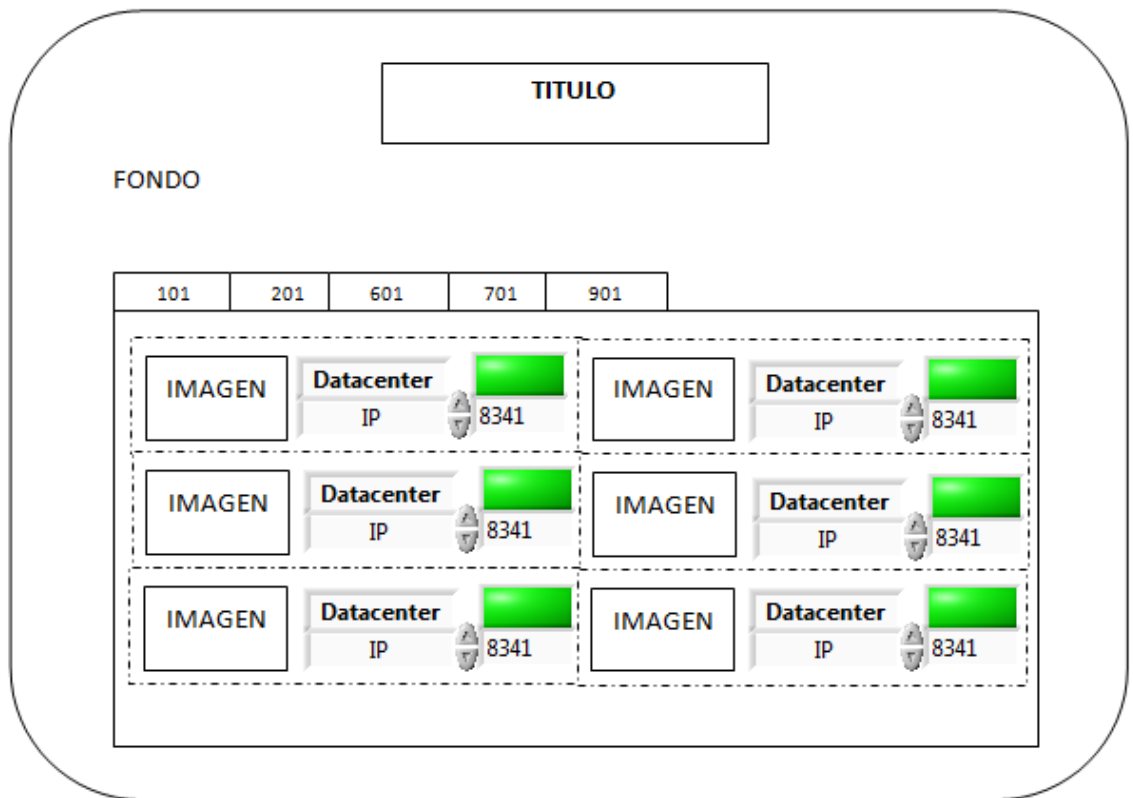 TITULO
FONDO
101 201 601 701 901
IMAGEN Datacenter IP 8341 IMAGEN Datacenter IP 8341
IMAGEN Datacenter IP 8341 IMAGEN Datacenter IP 8341
IMAGEN Datacenter IP 8341 IMAGEN Datacenter IP 8341